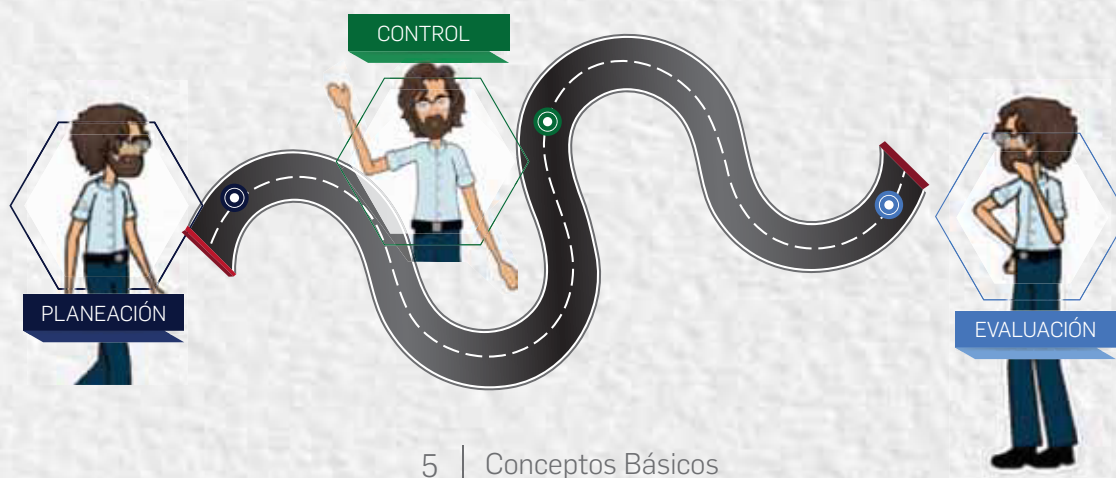 CONTROL
PLANEACIÓN
EVALUACIÓN
5 | Conceptos Básicos